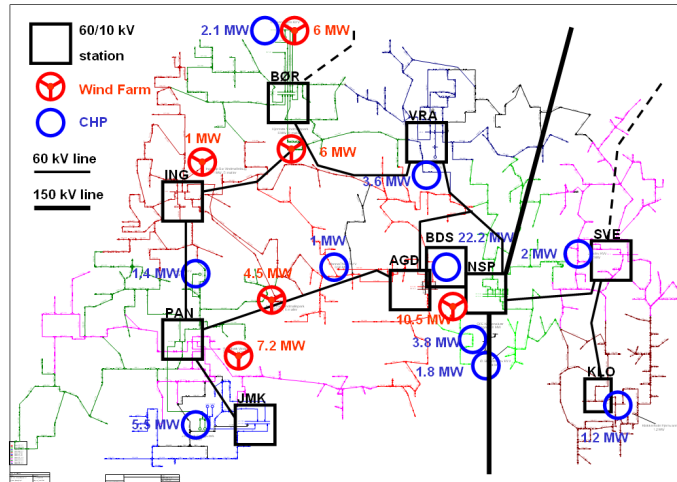 60/10 kV
station
Wind Farm
CHP
60 kV line
150 kV line
2.1 MW
6 MW
BØR
VRA
1 MW
6 MW
ING
3.6 MW
1 MW
BDS
22.2 MW
SVE
AGD
NSP
2 MW
1.4 MW
4.5 MW
PAN
10.5 MW
7.2 MW
3.8 MW
1.8 MW
KLO
JMK
5.5 MW
1.2 MW